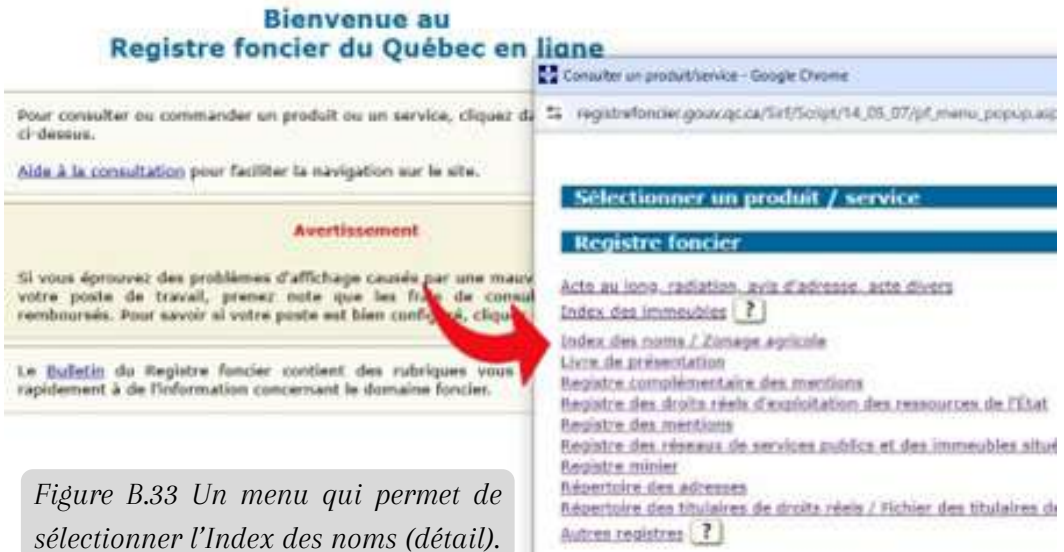 Bienvenue au
Registre foncier du Québec en ligne
Pour consulter ou commander un produit ou un service, cliquez da
ci-dessus.
Aide à la consultation pour faciliter la navigation sur le site.
Avertissement
Si vous éprouvez des problèmes d'affichage causés par une mauv
votre poste de travail, prenez note que les frais de consul
remboursés. Pour savoir si votre poste est bien configuré, cliquez
Le Bulletin du Registre foncier contient des rubriques vous
rapidement à de l'information concernant le domaine foncier.
Consulter un produit/service - Google Chrome
registrefoncier.gouv.qc.ca/Sirf/Script/14_05_07/pf_menu_popup.asp
Sélectionner un produit / service
Registre foncier
Acte au long, radiation, avis d'adresse, acte divers
Index des immeubles ?
Index des noms / Zonage agricole
Livre de présentation
Registre complémentaire des mentions
Registre des droits réels d'exploitation des ressources de l'État
Registre des mentions
Registre des réseaux de services publics et des immeubles situé
Registre minier
Répertoire des adresses
Répertoire des titulaires de droits réels / Fichier des titulaires de
Autres registres ?
Figure B.33 Un menu qui permet de
sélectionner l'Index des noms (détail).